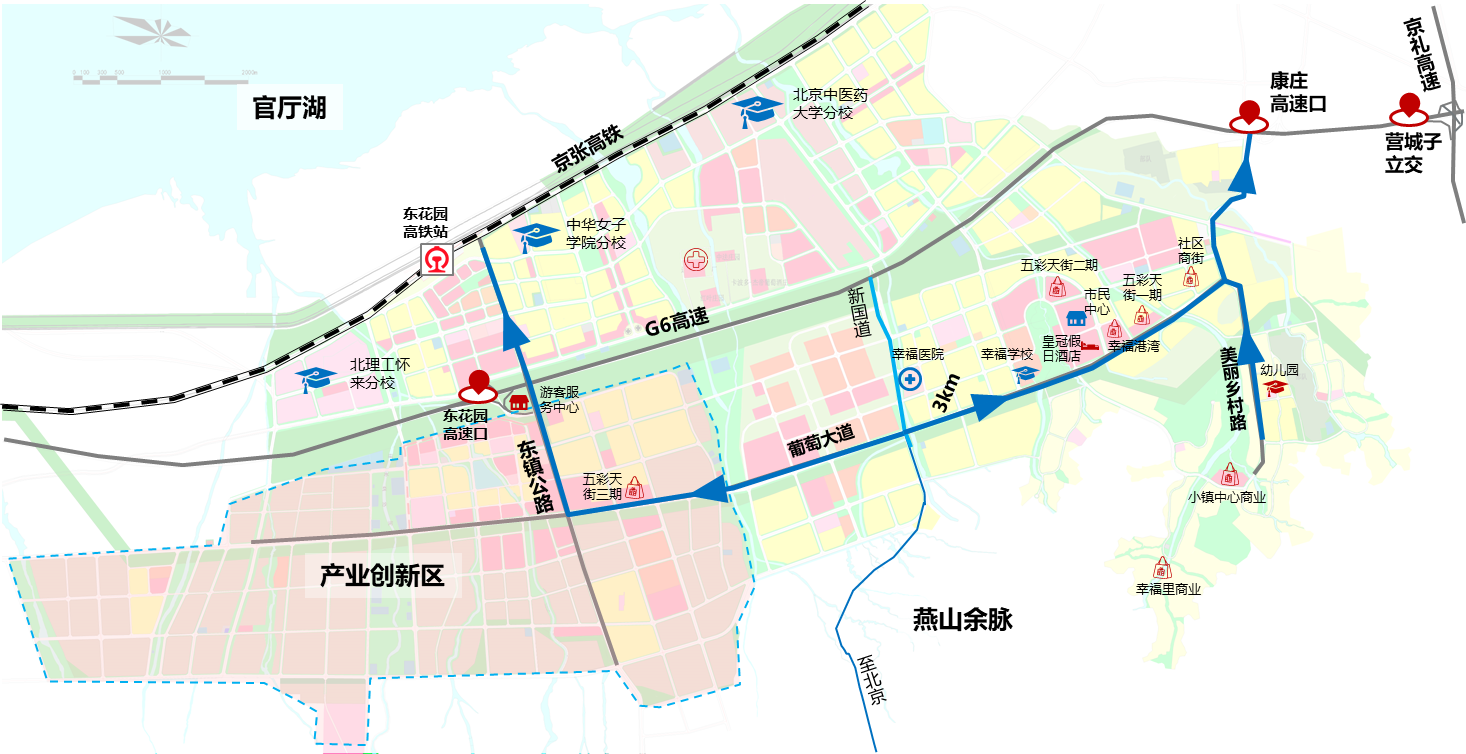 京礼高速
康庄
高速口
营城子
立交
官厅湖
北京中医药
大学分校
京张高铁
东花园
高铁站
中华女子
学院分校
社区
商街
五彩天街二期
五彩天
街一期
市民
中心
新国道
G6高速
皇冠假
日酒店
幸福港湾
幸福医院
幸福学校
美丽乡村路
幼儿园
北理工怀
来分校
游客服
务中心
东花园
高速口
3km
葡萄大道
东镇公路
五彩天
街三期
小镇中心商业
产业创新区
幸福里商业
燕山余脉
至北京